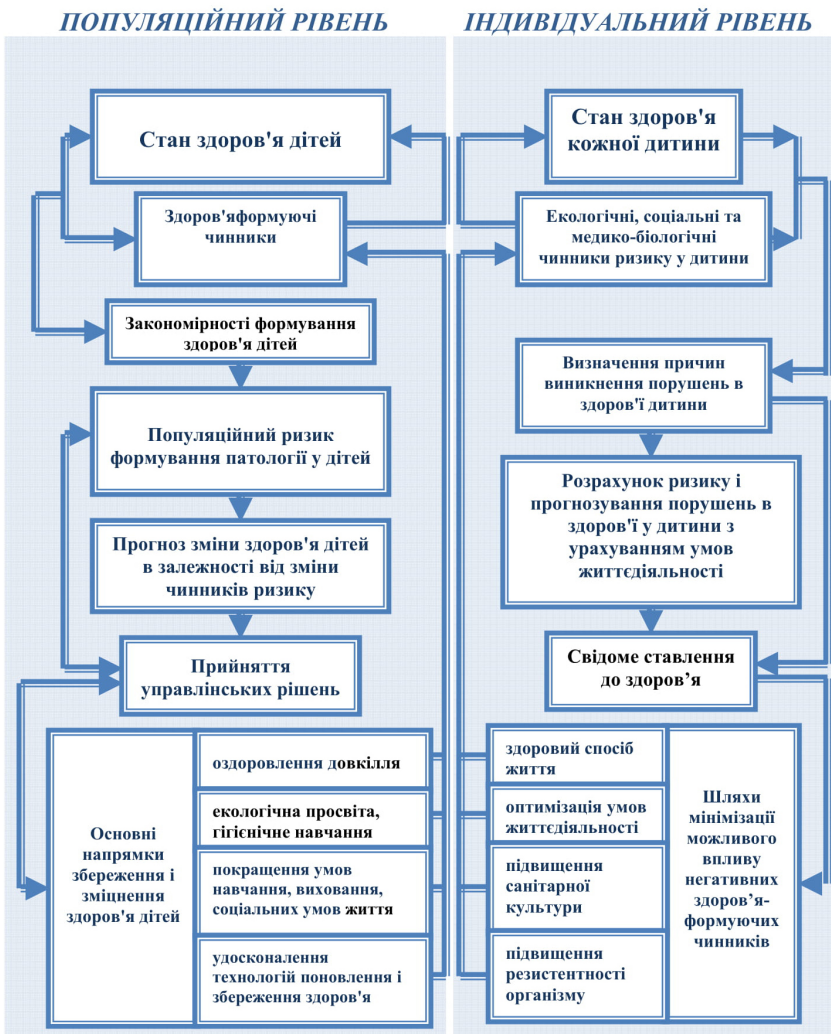 ПОПУЛЯЦІЙНИЙ РІВЕНЬ
Стан здоров'я дітей
Здоров'яформуючі
чинники
Закономірності формування
здоров'я дітей
Популяційний ризик
формування патології у дітей
Прогноз зміни здоров'я дітей
в залежності від зміни
чинників ризику
Прийняття
управлінських рішень
Основні
напрямки
збереження і
зміцнення
здоров'я дітей
оздоровлення довкілля
екологічна просвіта,
гігієнічне навчання
покращення умов
навчання, виховання,
соціальних умов життя
удосконалення
технологій поновлення і
збереження здоров'я
ІНДИВІДУАЛЬНИЙ РІВЕНЬ
Стан здоров'я
кожної дитини
Екологічні, соціальні та
медико-біологічні
чинники ризику у дитини
Визначення причин
виникнення порушень в
здоров'ї дитини
Розрахунок ризику і
прогнозування порушень в
здоров'ї у дитини з
урахуванням умов
життєдіяльності
Свідоме ставлення
до здоров’я
здоровий спосіб
життя
оптимізація умов
життєдіяльності
підвищення
санітарної
культури
підвищення
резистентності
організму
Шляхи
мінімізації
можливого
впливу
негативних
здоров’я-
формуючих
чинників